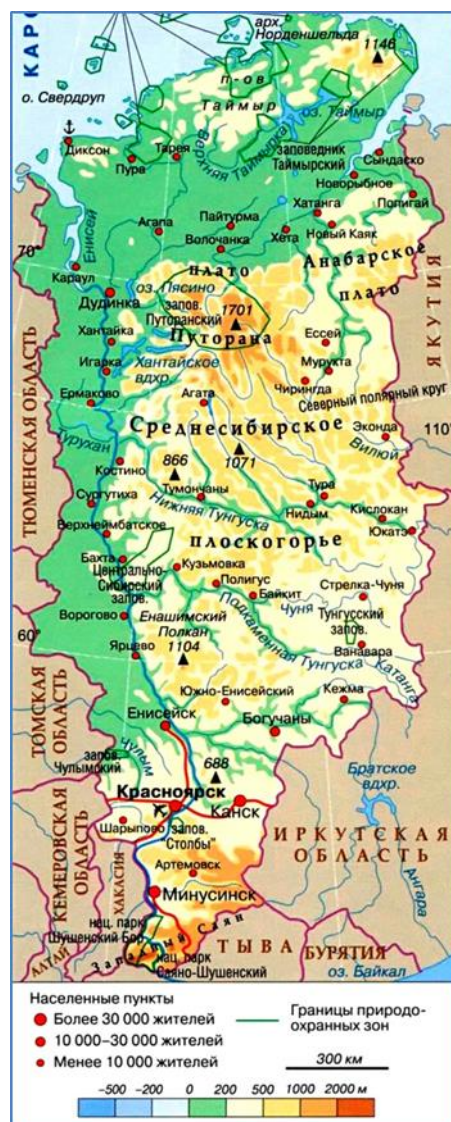 КАРС
арх.
Норденшельда
1146
о. Свердруп
п-ов
Таймыр
оз. Таймыр
Верхняя Таймыра
Диксон
Пура
Тарея
заповедник
Таймырский
Сындаско
Новорыбное
Попигай
Хатанга
Агапа
Пайтурма
Волочанка
Хета
Новый Каяк
Енисей
70°
Караул
Анабарское
плато
плато
оз. Пясино
Дудинка
запов.
Путоранский
1701
Путорана
ЯКУТИЯ
Хантайка
Хантайское
вдхр.
Игарка
Ессей
Мурукта
Чиринда
Ермаково
Агата
Северный полярный круг
ТЮМЕНСКАЯ ОБЛАСТЬ
Среднесибирское
Эконда
110°
Турухан
Костино
866
1071
Вилюй
Тура
Сургутиха
Тумончаны
Нижняя Тунгуска
Нидым
Кислокан
Верхнеимбатское
плоскогорье
Юкатэ
Бахта
Центрально-
Сибирский
запов.
Кузьмовка
Полигус
Байкит
Стрелка-Чуня
Чуня
Ворогово
Енашимский
Полкан
1104
Тунгусский
запов.
Подкаменная Тунгуска
Ванавара
60°
Ярцево
Катанга
ТОМСКАЯ
ОБЛАСТЬ
Южно-Енисейский
Кежма
Енисейск
Богучаны
запов.
Чулымский
Чулым
688
Братское
вдхр.
Красноярск
Канск
КЕМЕРОВСКАЯ
ОБЛАСТЬ
Шарыпово
запов.
"Столбы"
ИРКУТСКАЯ
ОБЛАСТЬ
ХАКАСИЯ
Артемовск
Ангара
Минусинск
нац. парк
Шушенский Бор
АЛТАЙ
Западный Саян
нац. парк
Саяно-Шушенский
ТЫВА
БУРЯТИЯ
оз. Байкал
Населенные пункты
Более 30 000 жителей
10 000–30 000 жителей
Менее 10 000 жителей
Границы природо-
охранных зон
300 км
-500 -200 0 200 500 1000 2000 м